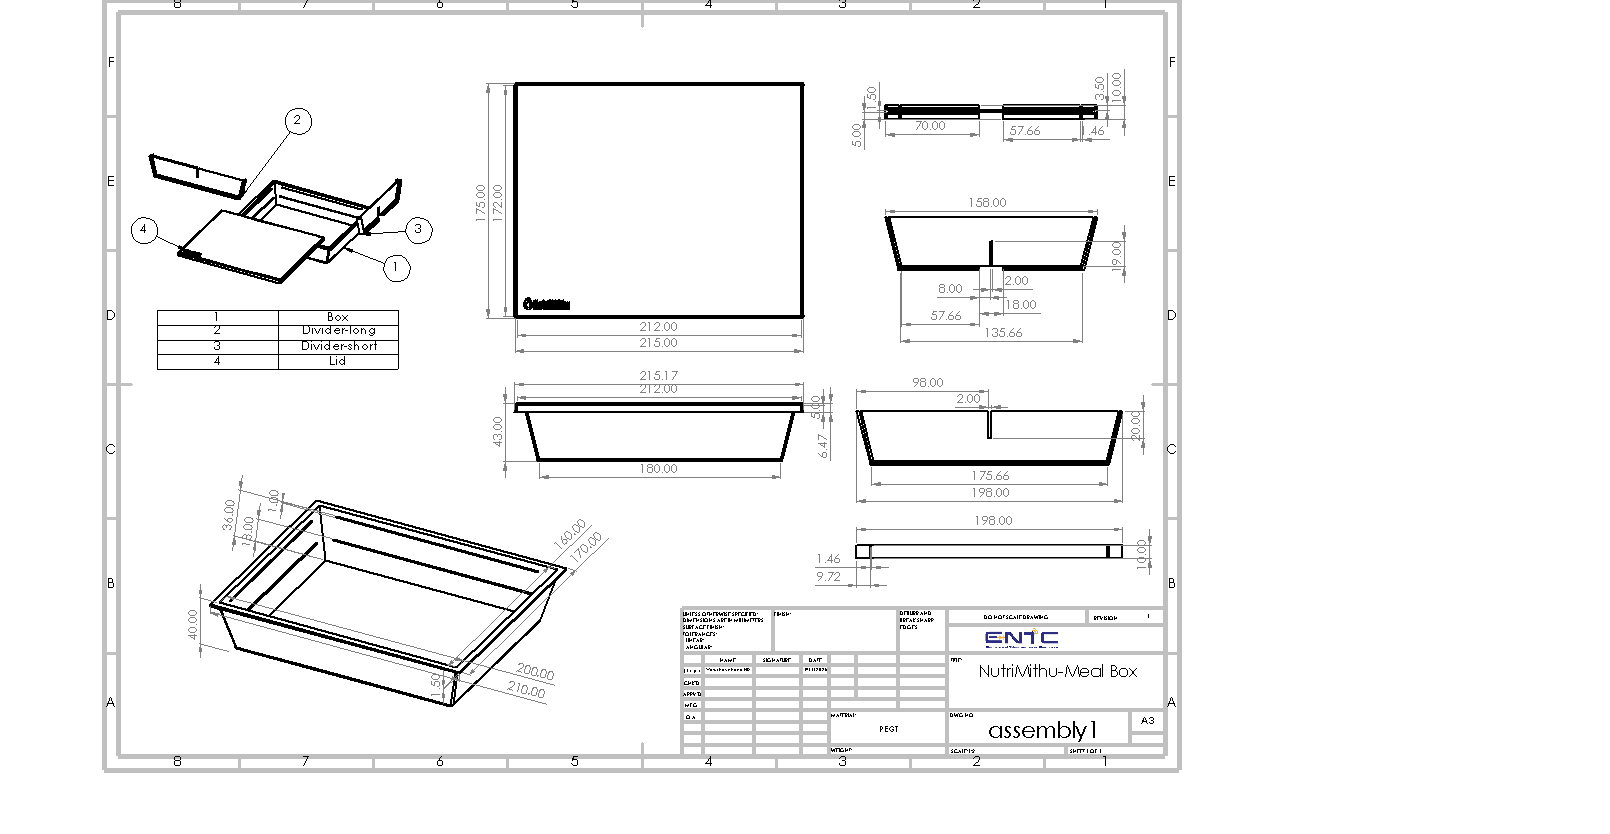 8 7 6 5 4 3 2 1
F F
E E
D D
C C
B B
A A
2
4
3
1
1 Box
2 Divider-long
3 Divider-short
4 Lid
175.00
172.00
212.00
215.00
215.17
212.00
43.00
5.00
6.47
180.00
1.50
5.00
70.00
57.66
1.46
3.50
10.00
158.00
19.00
2.00
8.00
18.00
57.66
135.66
98.00
2.00
20.00
175.66
198.00
198.00
1.46
9.72
10.00
36.00
13.00
1.00
160.00
170.00
40.00
1.50
200.00
210.00
UNLESS OTHERWISE SPECIFIED:
DIMENSIONS ARE IN MILLIMETERS
SURFACE FINISH:
TOLERANCES:
LINEAR:
ANGULAR:
FINISH:
DEBURR AND
BREAK SHARP
EDGES
DO NOT SCALE DRAWING
REVISION 1
ENTC
NAME SIGNATURE DATE
CHK'D
APPV'D
MFG
Q.A
TITLE:
NutriMithu-Meal Box
MATERIAL:
PEGT
DWG NO.
assembly1
A3
WEIGHT:
SHEET 1 OF 1
8 7 6 5 4 3 2 1